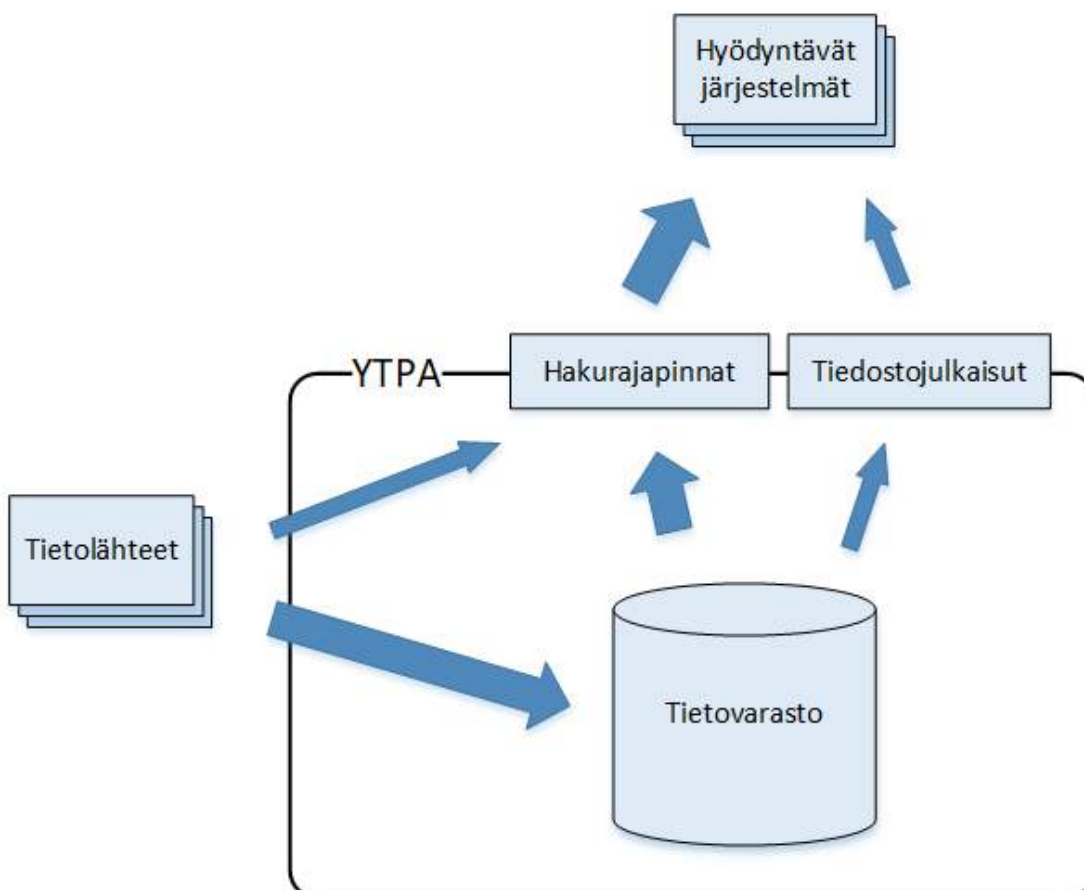 Hyödyntävät
järjestelmät
YTPA
Hakurajapinnat
Tiedostojulkaisut
Tietolähteet
Tietovarasto